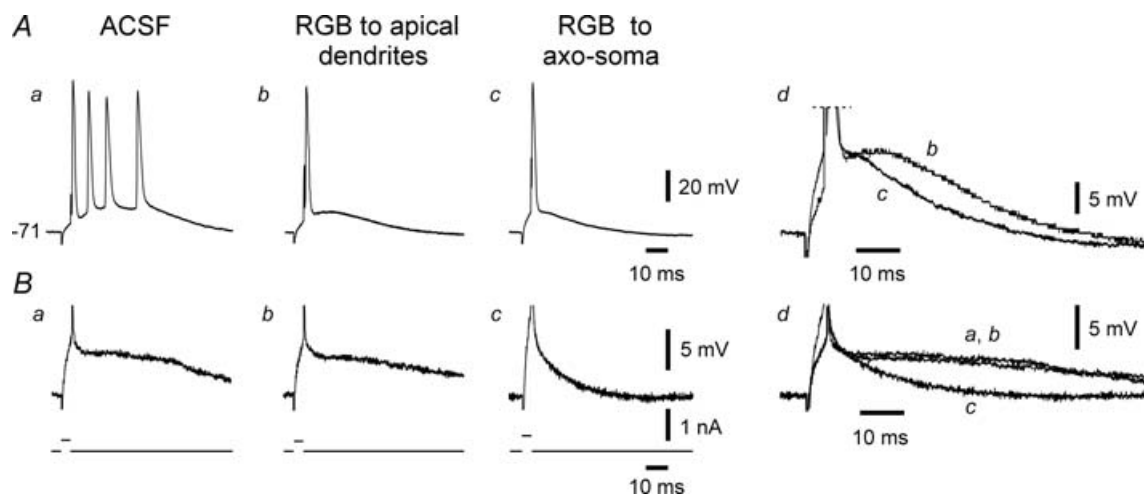 A
ACSF
RGB to apical
dendrites
RGB to
axo-soma
a
b
c
d
-71
20 mV
10 ms
b
c
5 mV
10 ms
B
a
b
c
d
5 mV
1 nA
10 ms
a, b
c
5 mV
10 ms